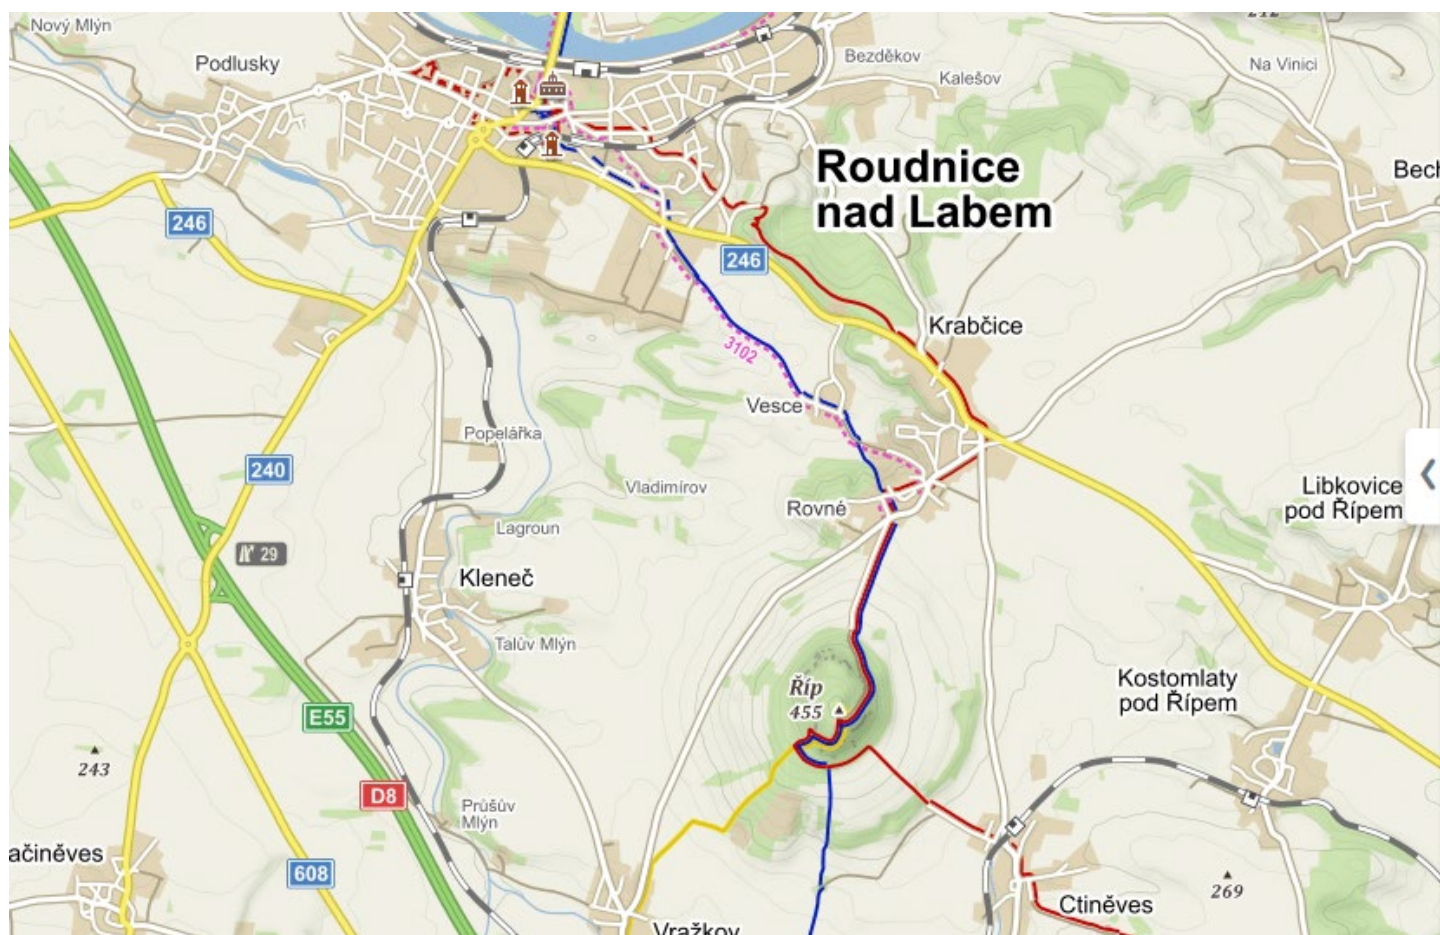 Nový Mlýn
Podlusky
Bezděkov
Kalešov
Na Vinici
Roudnice
nad Labem
246
246
Krabčice
3102
Vesce
240
Popelářka
Vladimírov
Rovné
Libkovice
pod Řípem
Lagroun
29
Kleneč
Talův Mlýn
Říp
455
Kostomlaty
pod Řípem
E55
243
D8
Průšův
Mlýn
ačiněves
608
269
Ctiněves
Vražkov